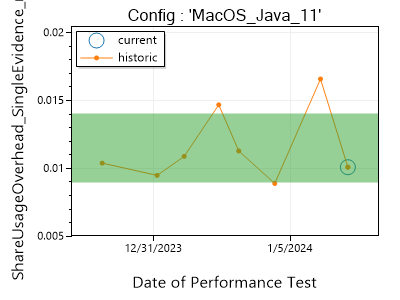 Config : 'MacOS_Java_11'
current
historic
0.02
0.015
0.01
0.005
12/31/2023
1/5/2024
Date of Performance Test
ShareUsageOverhead_SingleEvidence_